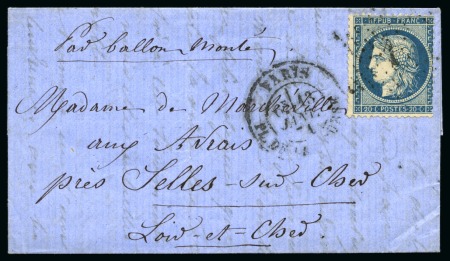 Par ballon monté
REPUB FRANC
20 C POSTES 20 C
PARIS
Madame de
aux
près Selles-sur-Cher
Loir-et-Cher.